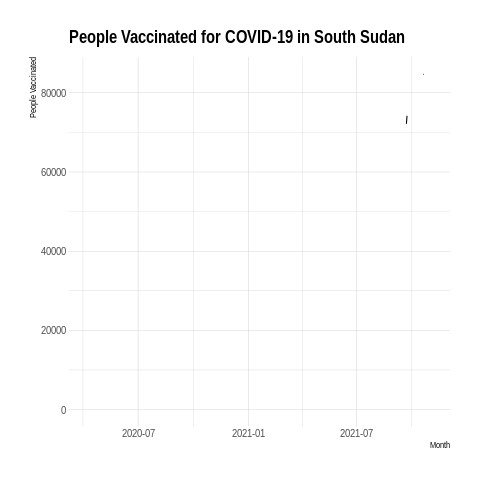 People Vaccinated for COVID-19 in South Sudan
People Vaccinated
80000
60000
40000
20000
0
2020-07 2021-01 2021-07
Month